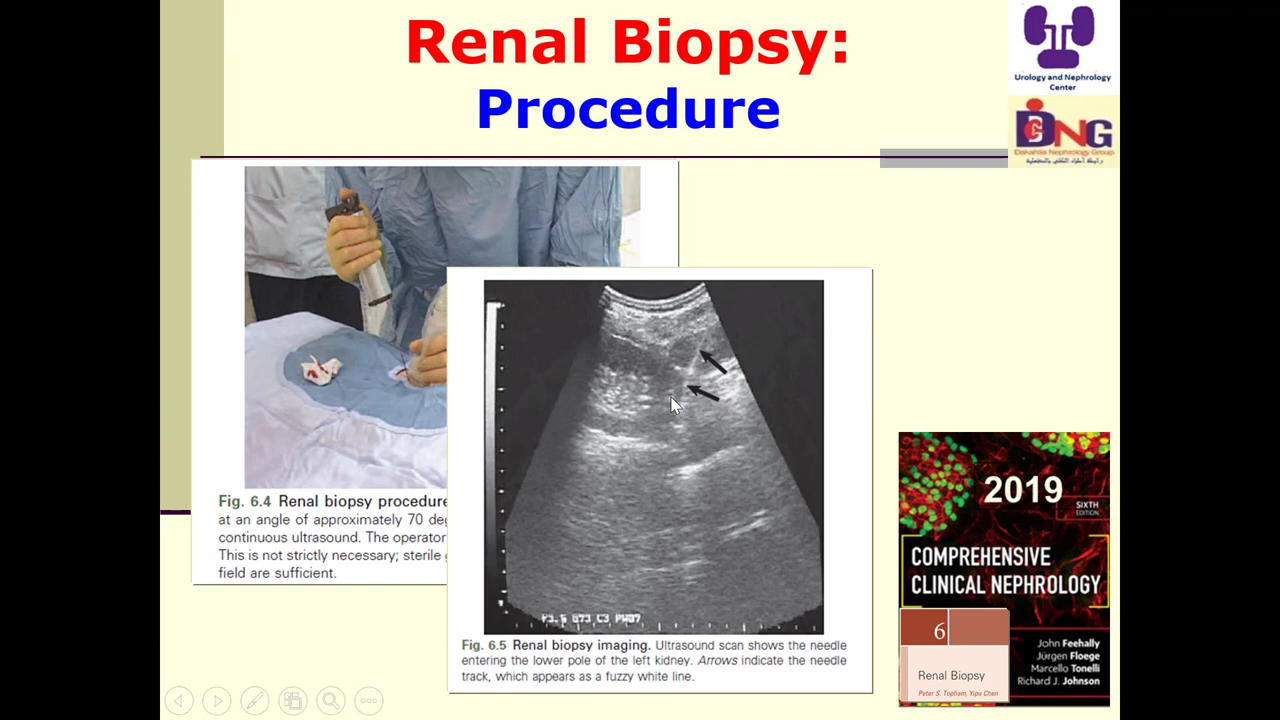 Renal Biopsy:
Procedure
Urology and Nephrology
Center
Dakahlia Nephrology Group
Fig. 6.4 Renal biopsy procedure
at an angle of approximately 70 deg
continuous ultrasound. The operator
This is not strictly necessary; sterile
field are sufficient.
Fig. 6.5 Renal biopsy imaging. Ultrasound scan shows the needle
entering the lower pole of the left kidney. Arrows indicate the needle
track, which appears as a fuzzy white line.
2019
SIXTH
EDITION
COMPREHENSIVE
CLINICAL NEPHROLOGY
John Feehally
Jürgen Floege
Marcello Tonelli
Richard J. Johnson
6
Renal Biopsy
Peter S. Topham, Yipu Chen